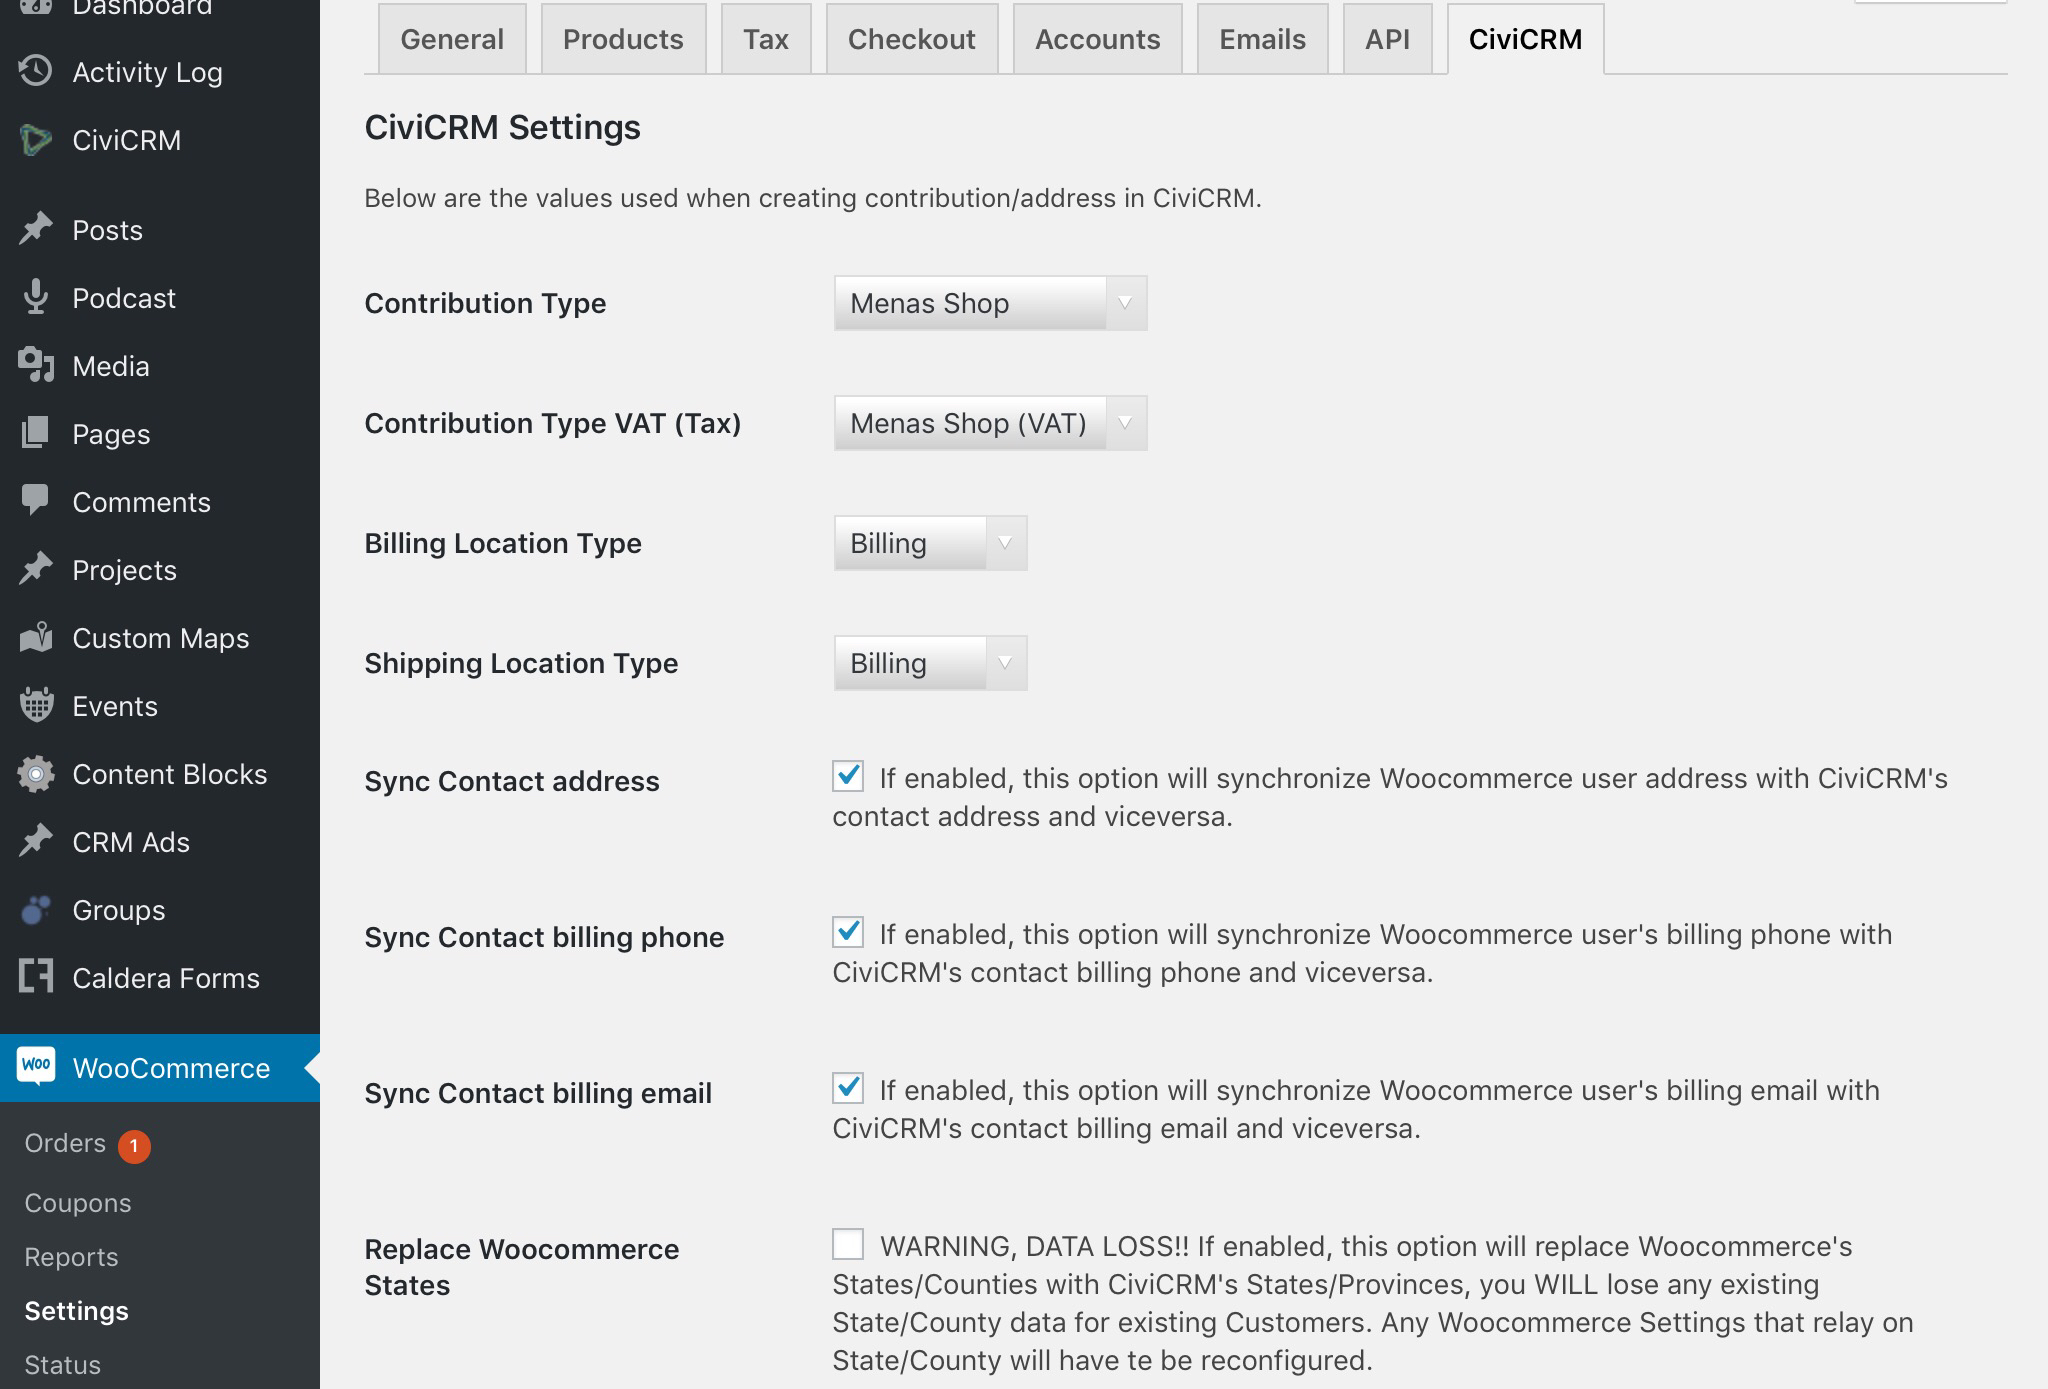 Dashboard
Activity Log
CiviCRM
Posts
Podcast
Media
Pages
Comments
Projects
Custom Maps
Events
Content Blocks
CRM Ads
Groups
Caldera Forms
Woo WooCommerce
Orders 1
Coupons
Reports
Settings
Status
General Products Tax Checkout Accounts Emails API CiviCRM
CiviCRM Settings
Below are the values used when creating contribution/address in CiviCRM.
Contribution Type Menas Shop
Contribution Type VAT (Tax) Menas Shop (VAT)
Billing Location Type Billing
Shipping Location Type Billing
Sync Contact address
If enabled, this option will synchronize Woocommerce user address with CiviCRM's
contact address and viceversa.
Sync Contact billing phone
If enabled, this option will synchronize Woocommerce user's billing phone with
CiviCRM's contact billing phone and viceversa.
Sync Contact billing email
If enabled, this option will synchronize Woocommerce user's billing email with
CiviCRM's contact billing email and viceversa.
Replace Woocommerce
States
WARNING, DATA LOSS!! If enabled, this option will replace Woocommerce's
States/Counties with CiviCRM's States/Provinces, you WILL lose any existing
State/County data for existing Customers. Any Woocommerce Settings that relay on
State/County will have te be reconfigured.